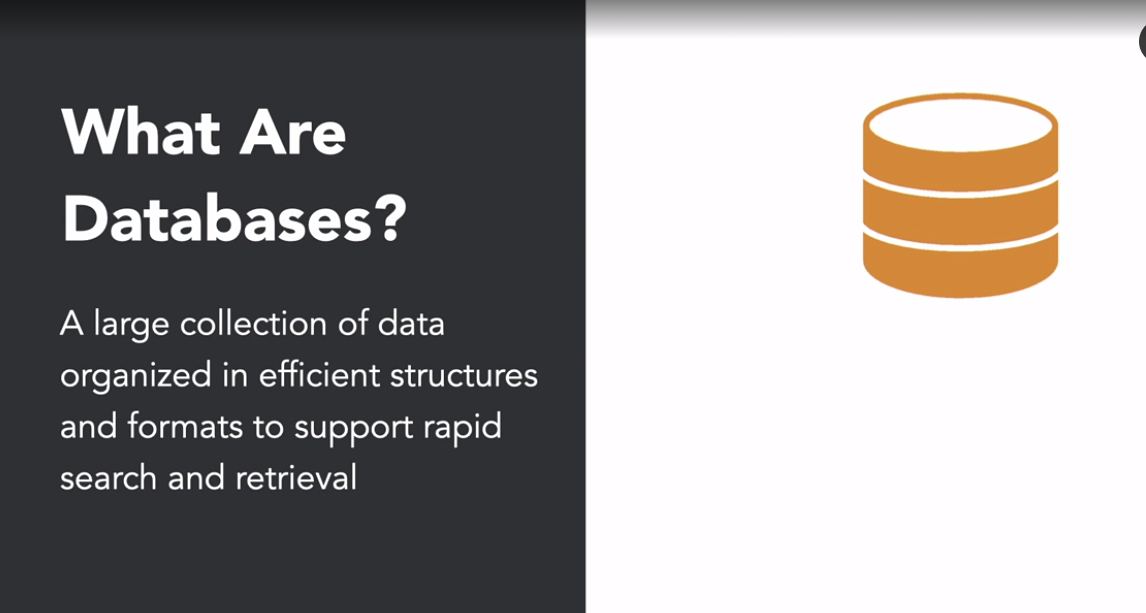 What Are
Databases?
A large collection of data
organized in efficient structures
and formats to support rapid
search and retrieval